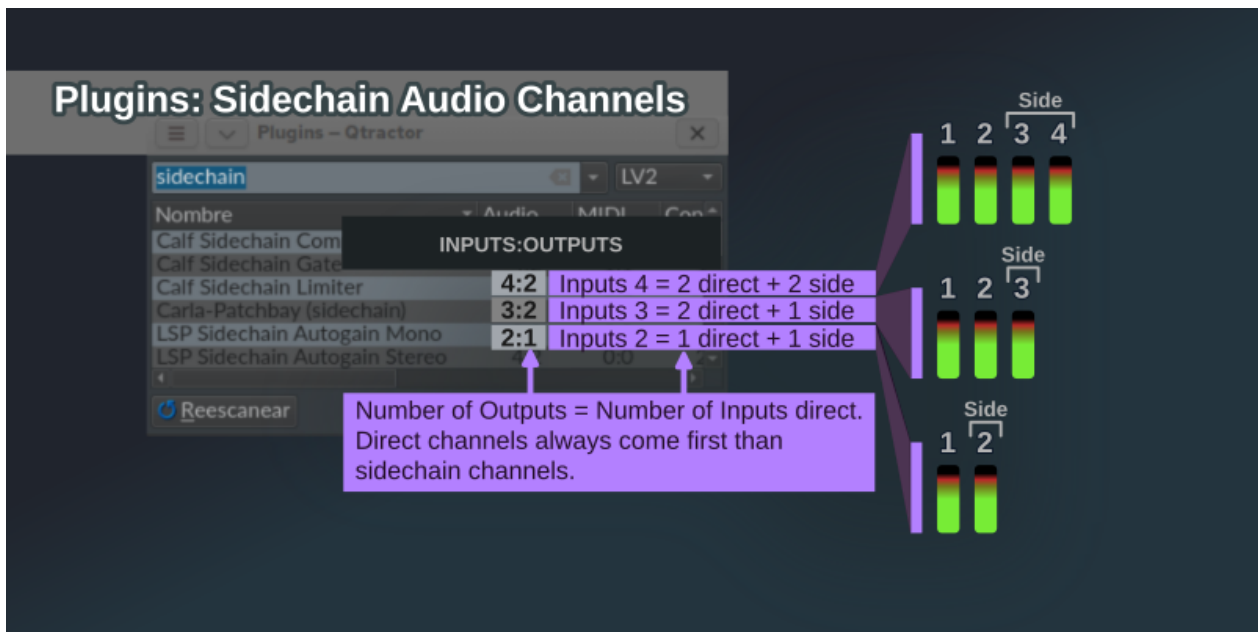 Plugins: Sidechain Audio Channels
Plugins – Qtractor
sidechain
LV2
Nombre
Audio
MIDI
Calf Sidechain Com
INPUTS:OUTPUTS
Calf Sidechain Gate
Calf Sidechain Limiter
4:2 Inputs 4 = 2 direct + 2 side
Carla-Patchbay (sidechain)
3:2 Inputs 3 = 2 direct + 1 side
LSP Sidechain Autogain Mono
2:1 Inputs 2 = 1 direct + 1 side
LSP Sidechain Autogain Stereo
0:0
Reescanear
Number of Outputs = Number of Inputs direct.
Direct channels always come first than
sidechain channels.
Side
1 2 3 4
Side
1 2 3
Side
1 2